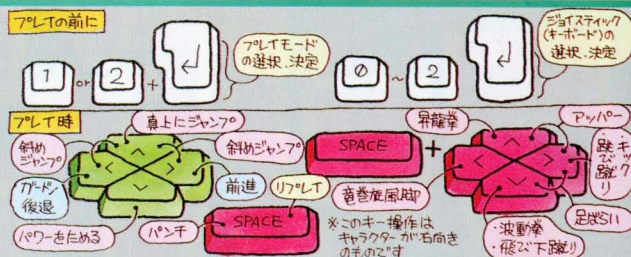 プレイの前に
1
or
2
+
プレイモード
の選択、決定
0
~
2
ジョイスティック
(キーボード)の
選択、決定
プレイ時
真上にジャンプ
斜め
ジャンプ
斜めジャンプ
ガード/
後退
前進
パワーをためる
パンチ
SPACE
リプレイ
SPACE
+
昇龍拳
アッパー
・キック
・跳び蹴り
竜巻旋風脚
足ばらい
・波動拳
・飛び下蹴り
※このキー操作は
キャラクターが右向き
のものです